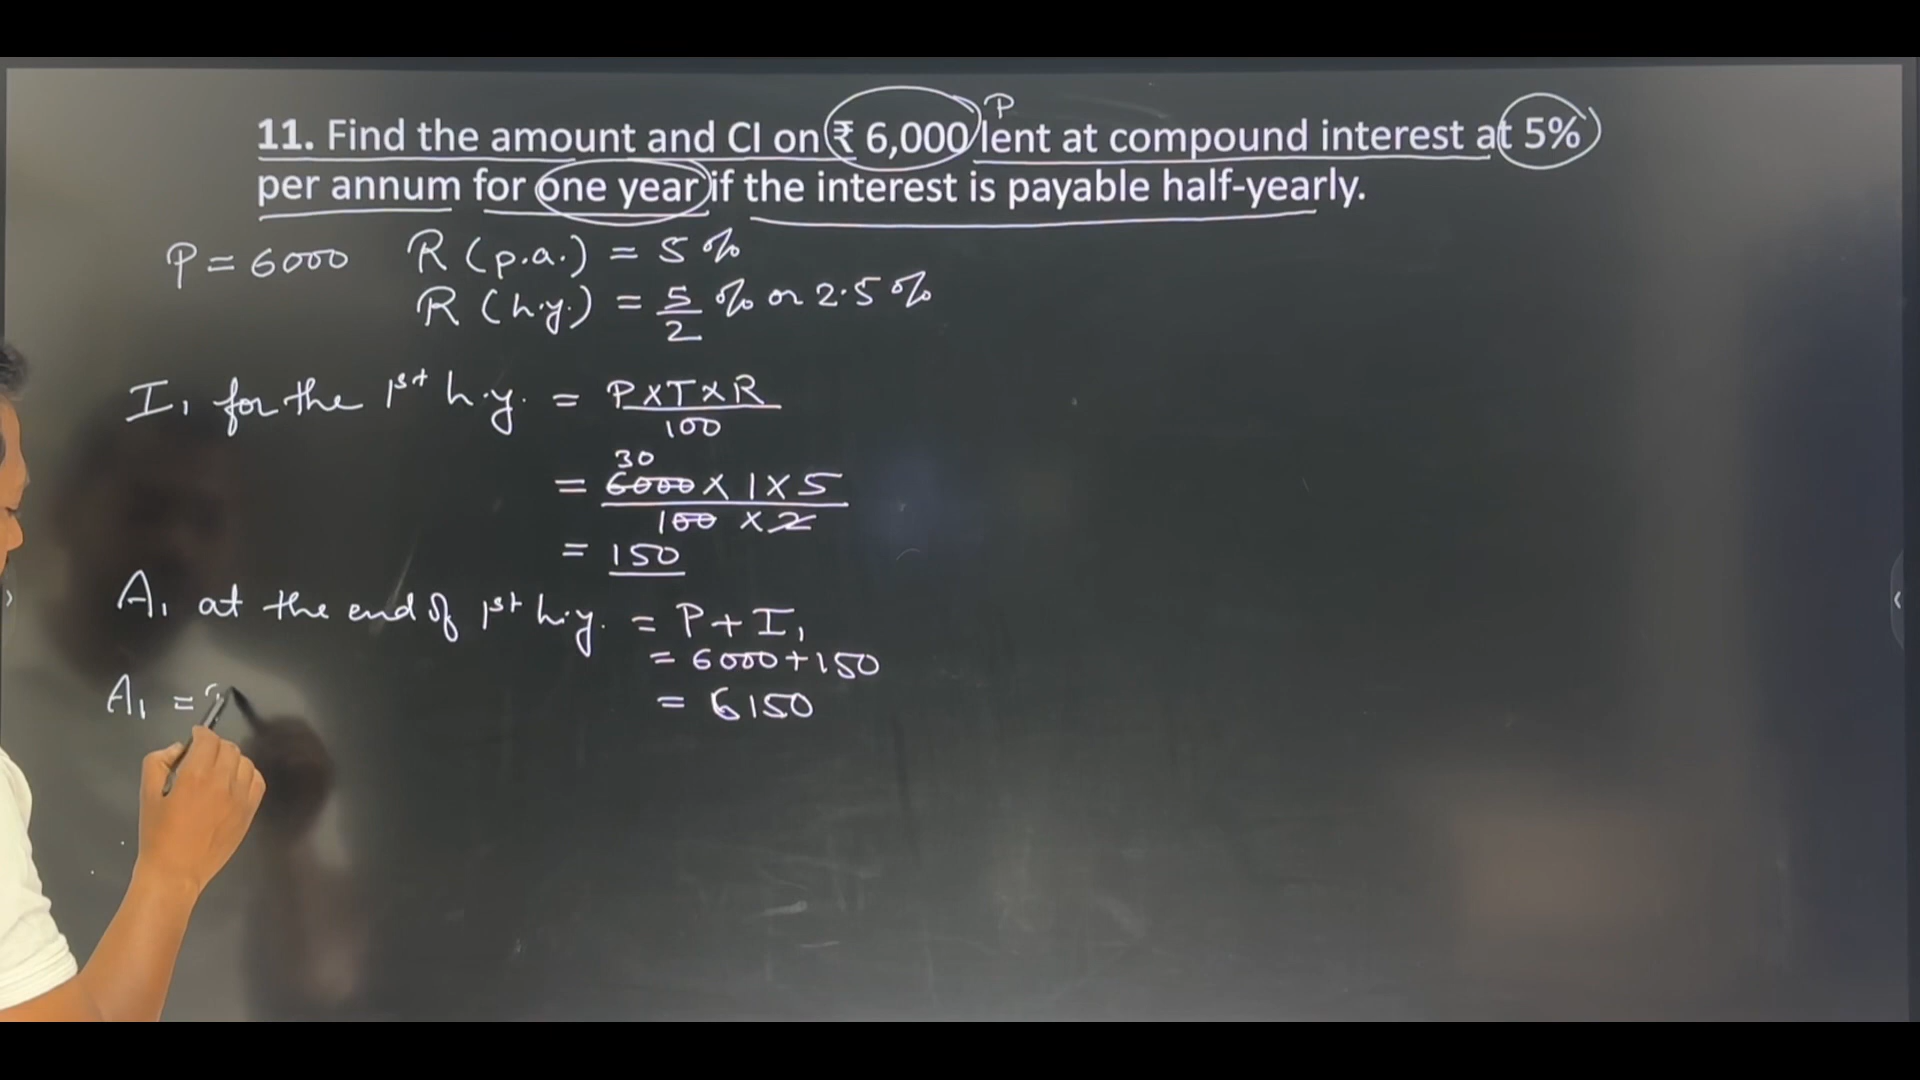 11. Find the amount and CI on ₹ 6,000 lent at compound interest at 5%
P
per annum for one year if the interest is payable half-yearly.
P = 6000 R (p.a.) = 5 %
R (h.y.) = 5/2 % or 2.5 %
I₁ for the 1st h.y. = P×T×R/100
30
= 6000 × 1 × 5 / 100 × 2
= 150
A₁ at the end of 1st h.y. = P + I₁
= 6000 + 150
A₁ =
= 6150